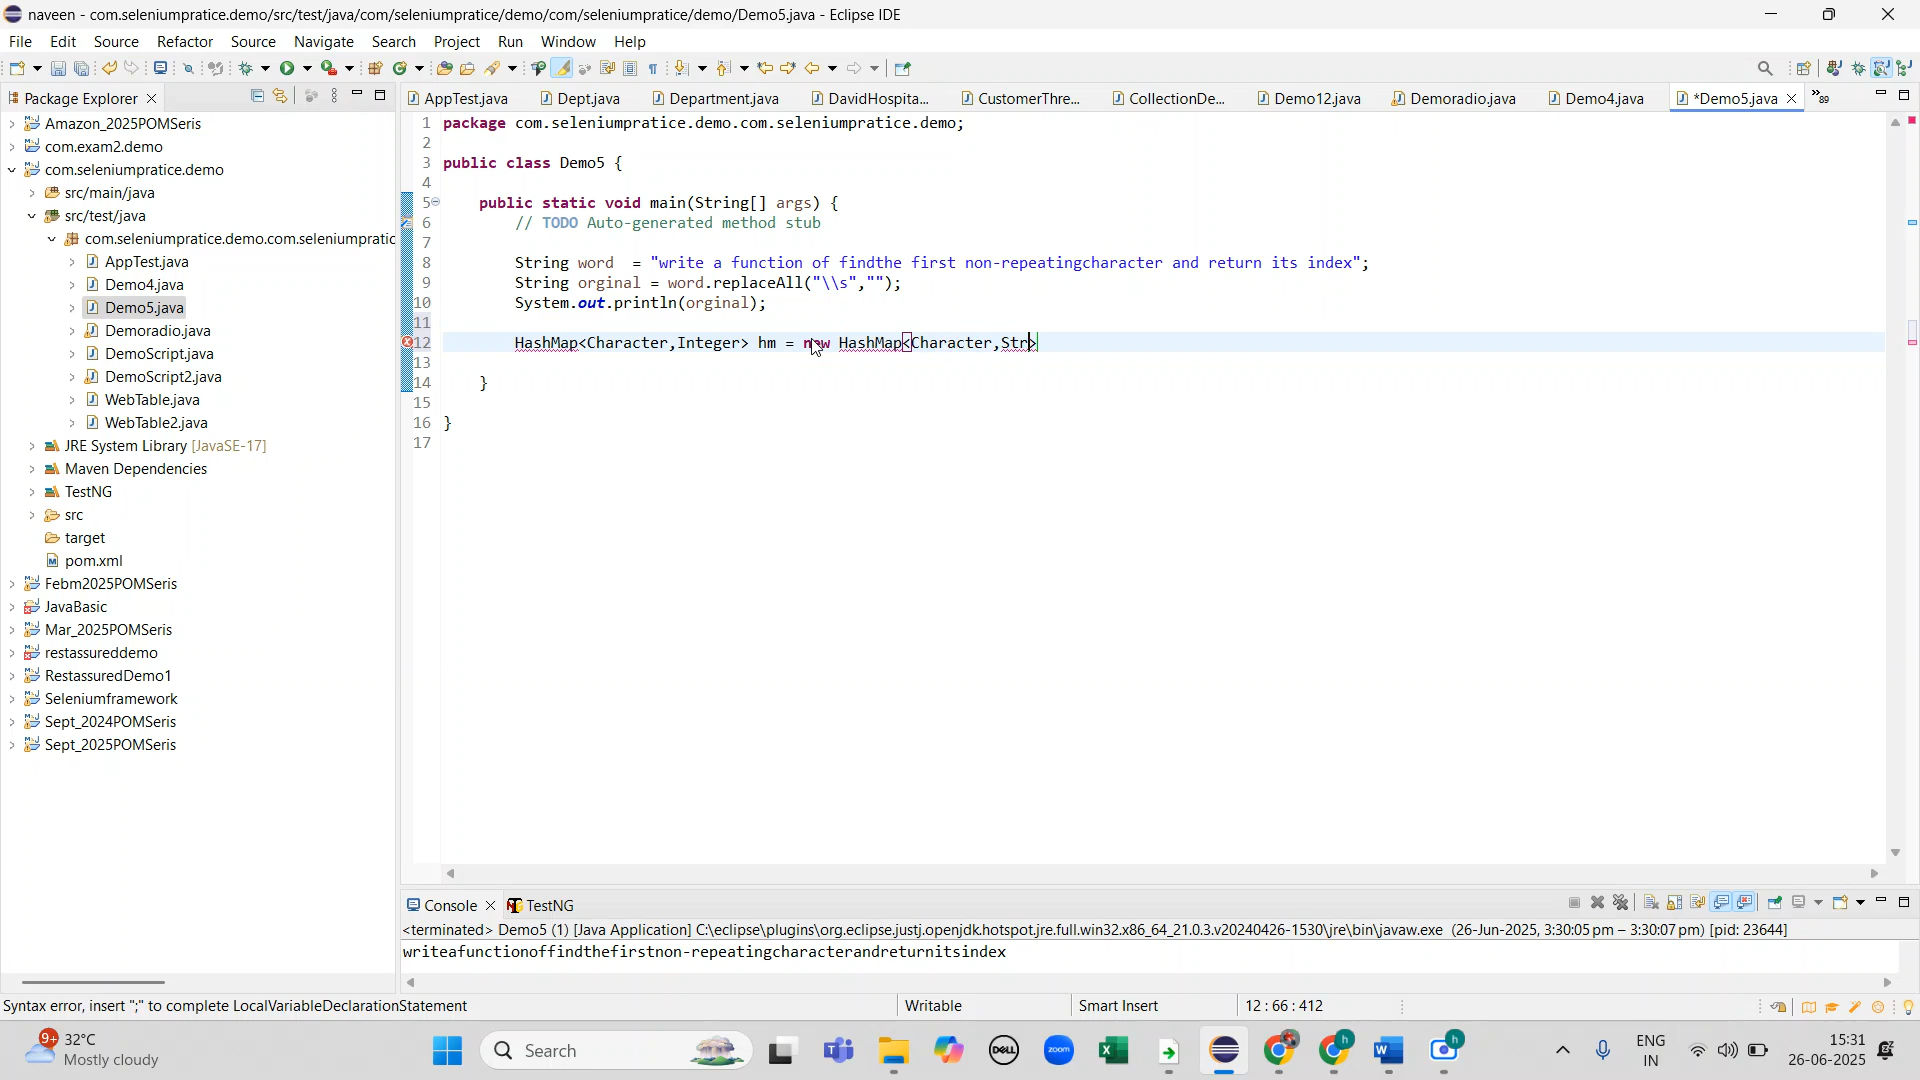 naveen - com.seleniumpratice.demo/src/test/java/com/seleniumpratice/demo/com/seleniumpratice/demo/Demo5.java - Eclipse IDE
File Edit Source Refactor Source Navigate Search Project Run Window Help
Package Explorer
AppTest.java Dept.java Department.java DavidHospita... CustomerThre... CollectionDe... Demo12.java Demoradio.java Demo4.java *Demo5.java »89
Amazon_2025POMSeris
com.exam2.demo
com.seleniumpratice.demo
src/main/java
src/test/java
com.seleniumpratice.demo.com.seleniumpratic
AppTest.java
Demo4.java
Demo5.java
Demoradio.java
DemoScript.java
DemoScript2.java
WebTable.java
WebTable2.java
JRE System Library [JavaSE-17]
Maven Dependencies
TestNG
src
target
pom.xml
Febm2025POMSeris
JavaBasic
Mar_2025POMSeris
restassureddemo
RestassuredDemo1
Seleniumframework
Sept_2024POMSeris
Sept_2025POMSeris
1 package com.seleniumpratice.demo.com.seleniumpratice.demo;
2
3 public class Demo5 {
4
5 public static void main(String[] args) {
6 // TODO Auto-generated method stub
7
8 String word = "write a function of findthe first non-repeatingcharacter and return its index";
9 String orginal = word.replaceAll("\\s","");
10 System.out.println(orginal);
11
12 HashMap<Character,Integer> hm = new HashMap<Character,Str>
13
14 }
15
16 }
17
Console TestNG
<terminated> Demo5 (1) [Java Application] C:\eclipse\plugins\org.eclipse.justj.openjdk.hotspot.jre.full.win32.x86_64_21.0.3.v20240426-1530\jre\bin\javaw.exe (26-Jun-2025, 3:30:05 pm – 3:30:07 pm) [pid: 23644]
writeafunctionoffindthefirstnon-repeatingcharacterandreturnitsindex
Syntax error, insert ";" to complete LocalVariableDeclarationStatement Writable Smart Insert 12 : 66 : 412
9+ 32°C
Mostly cloudy
Search
DELL
zoom
ENG
IN
15:31
26-06-2025